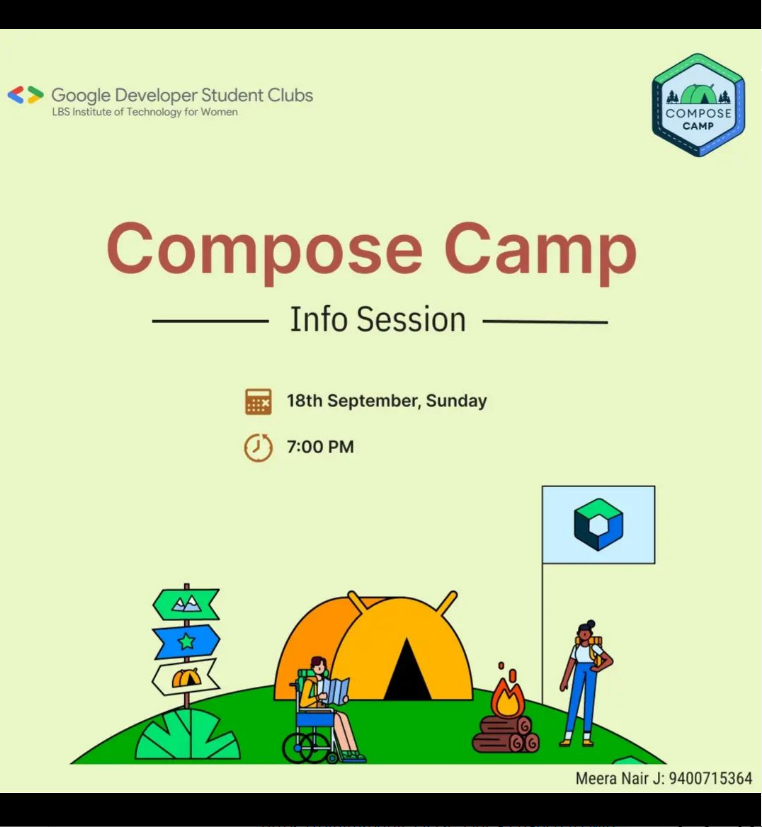 Google Developer Student Clubs
LBS Institute of Technology for Women
COMPOSE
CAMP
Compose Camp
Info Session
18th September, Sunday
7:00 PM
Meera Nair J: 9400715364